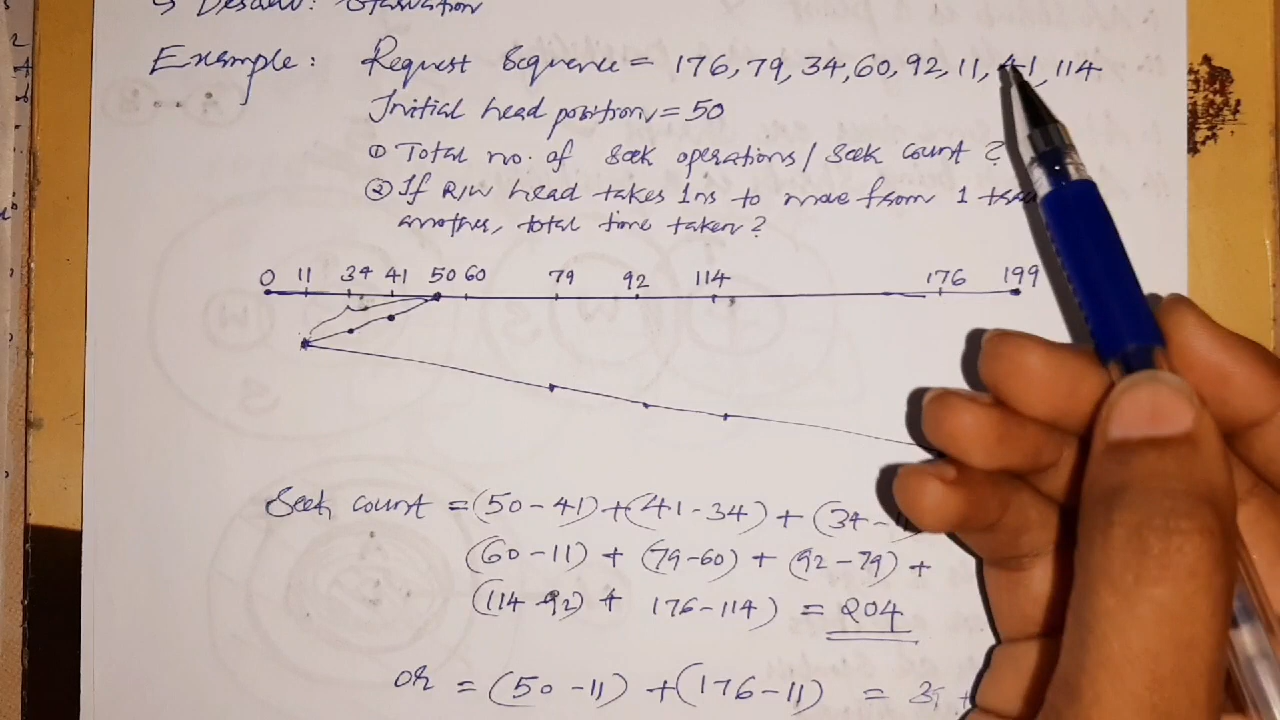 Example: Request Sequence = 176, 79, 34, 60, 92, 11, 41, 114
Initial head position = 50
① Total no. of seek operations / Seek count ?
② If R/W head takes 1ns to move from 1
another, total time taken ?
0 11 34 41 50 60 79 92 114 176 199
Seek count = (50 - 41) + (41 - 34) + (34 -
(60 - 11) + (79 - 60) + (92 - 79) +
(114 - 92) + 176 - 114) = 204
or = (50 - 11) + (176 - 11) =